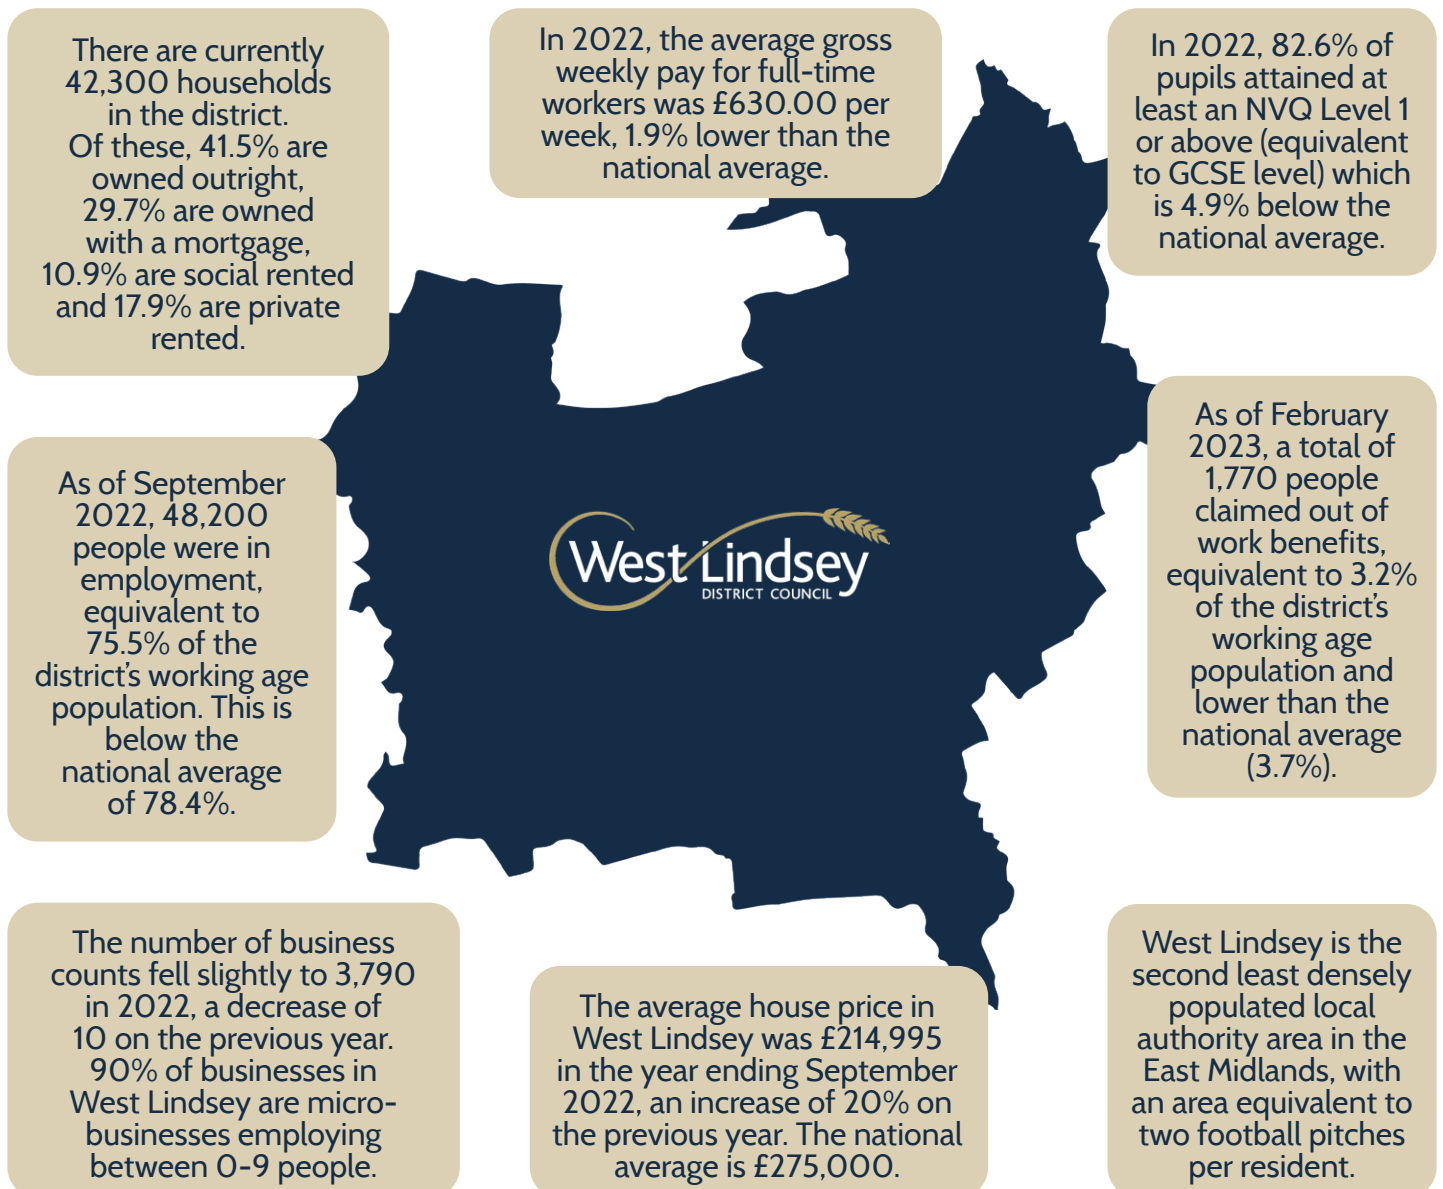 There are currently
42,300 households
in the district.
Of these, 41.5% are
owned outright,
29.7% are owned
with a mortgage,
10.9% are social rented
and 17.9% are private
rented.
In 2022, the average gross
weekly pay for full-time
workers was £630.00 per
week, 1.9% lower than the
national average.
In 2022, 82.6% of
pupils attained at
least an NVQ Level 1
or above (equivalent
to GCSE level) which
is 4.9% below the
national average.
As of September
2022, 48,200
people were in
employment,
equivalent to
75.5% of the
district's working age
population. This is
below the
national average
of 78.4%.
West Lindsey
DISTRICT COUNCIL
As of February
2023, a total of
1,770 people
claimed out of
work benefits,
equivalent to 3.2%
of the district's
working age
population and
lower than the
national average
(3.7%).
The number of business
counts fell slightly to 3,790
in 2022, a decrease of
10 on the previous year.
90% of businesses in
West Lindsey are micro-
businesses employing
between 0-9 people.
The average house price in
West Lindsey was £214,995
in the year ending September
2022, an increase of 20% on
the previous year. The national
average is £275,000.
West Lindsey is the
second least densely
populated local
authority area in the
East Midlands, with
an area equivalent to
two football pitches
per resident.